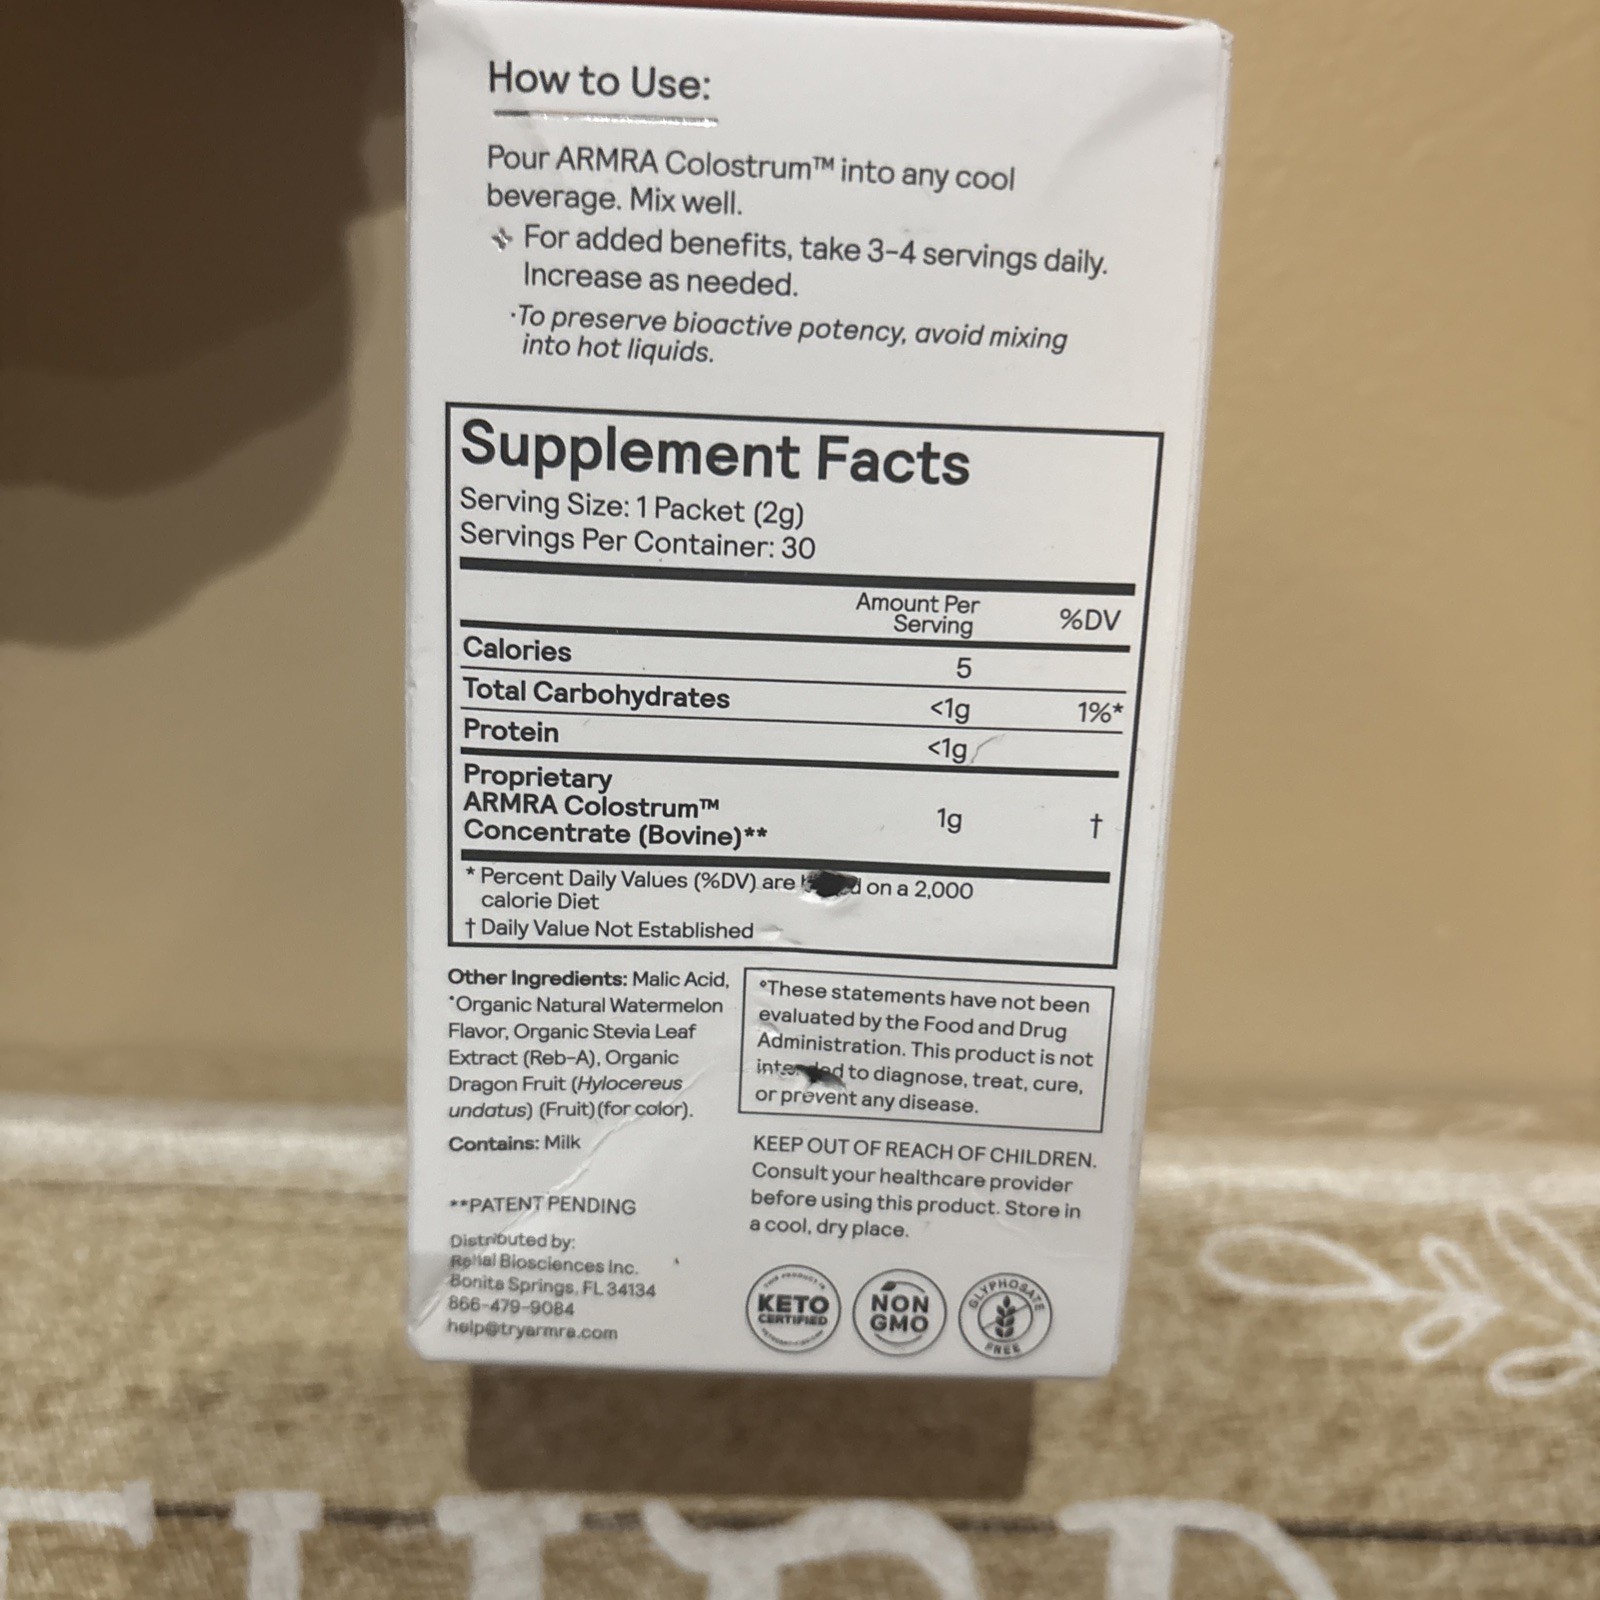 How to Use:
Pour ARMRA Colostrum™ into any cool
beverage. Mix well.
For added benefits, take 3-4 servings daily.
Increase as needed.
·To preserve bioactive potency, avoid mixing
into hot liquids.
Supplement Facts
Serving Size: 1 Packet (2g)
Servings Per Container: 30
Amount Per
Serving
%DV
Calories 5
Total Carbohydrates <1g 1%*
Protein <1g
Proprietary
ARMRA Colostrum™
Concentrate (Bovine)** 1g †
* Percent Daily Values (%DV) are on a 2,000
calorie Diet
† Daily Value Not Established
Other Ingredients: Malic Acid,
*Organic Natural Watermelon
Flavor, Organic Stevia Leaf
Extract (Reb-A), Organic
Dragon Fruit (Hylocereus
undatus) (Fruit)(for color).
Contains: Milk
**PATENT PENDING
Distributed by:
Biosciences Inc.
Bonita Springs, FL 34134
866-479-9084
help@tryarmra.com
°These statements have not been
evaluated by the Food and Drug
Administration. This product is not
intended to diagnose, treat, cure,
or prevent any disease.
KEEP OUT OF REACH OF CHILDREN.
Consult your healthcare provider
before using this product. Store in
a cool, dry place.
THIS PRODUCT IS
KETO
CERTIFIED
NON
GMO
GLYPHOSATE
FREE